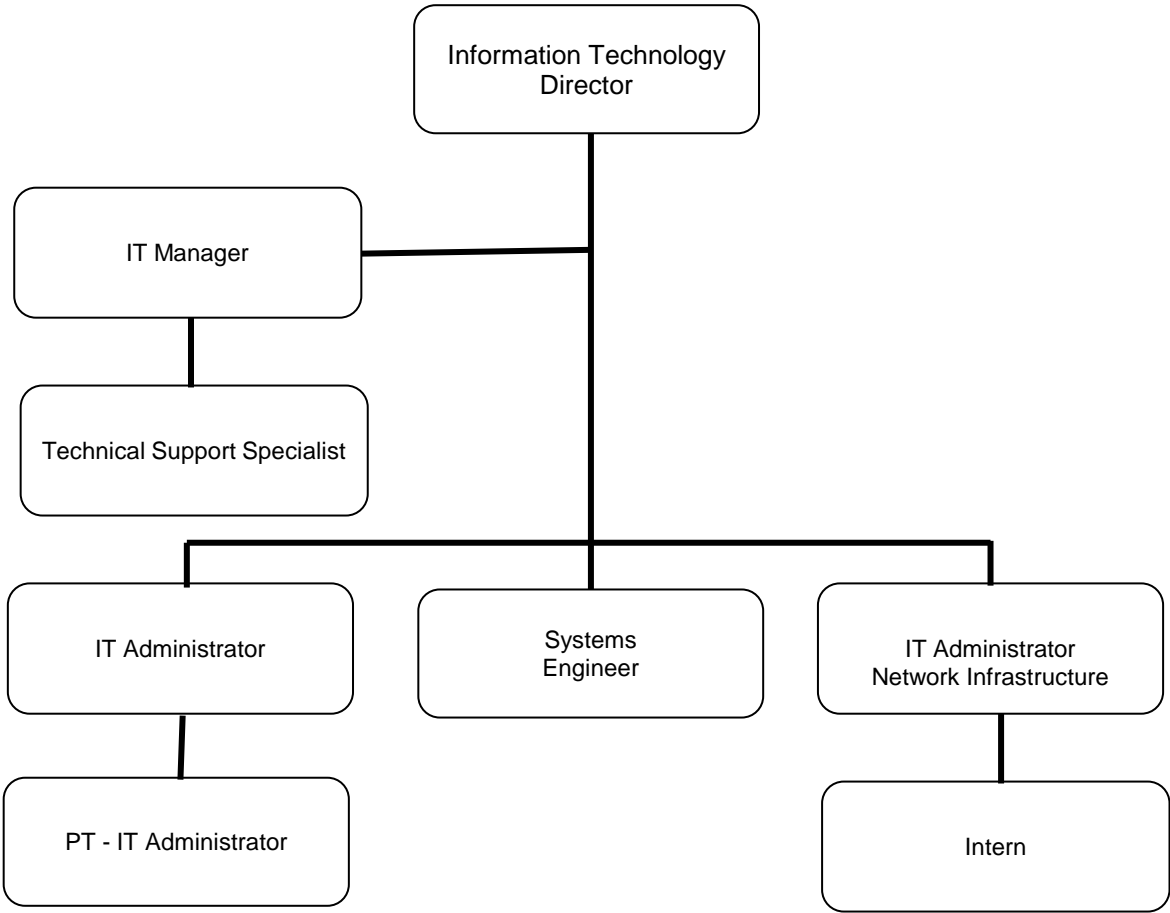 Information Technology
Director
IT Manager
Technical Support Specialist
IT Administrator
Systems
Engineer
IT Administrator
Network Infrastructure
PT - IT Administrator
Intern